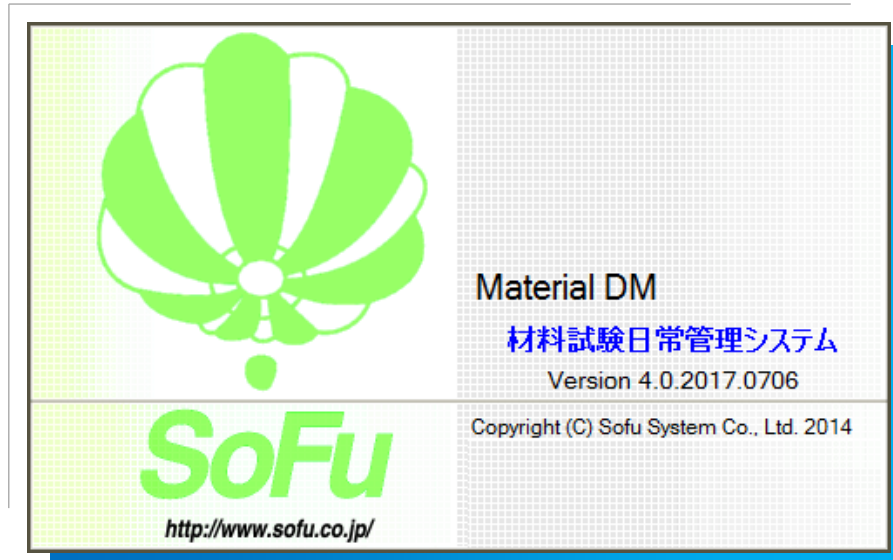 Material DM
材料試験日常管理システム
Version 4.0.2017.0706
SoFu
Copyright (C) Sofu System Co., Ltd. 2014
http://www.sofu.co.jp/